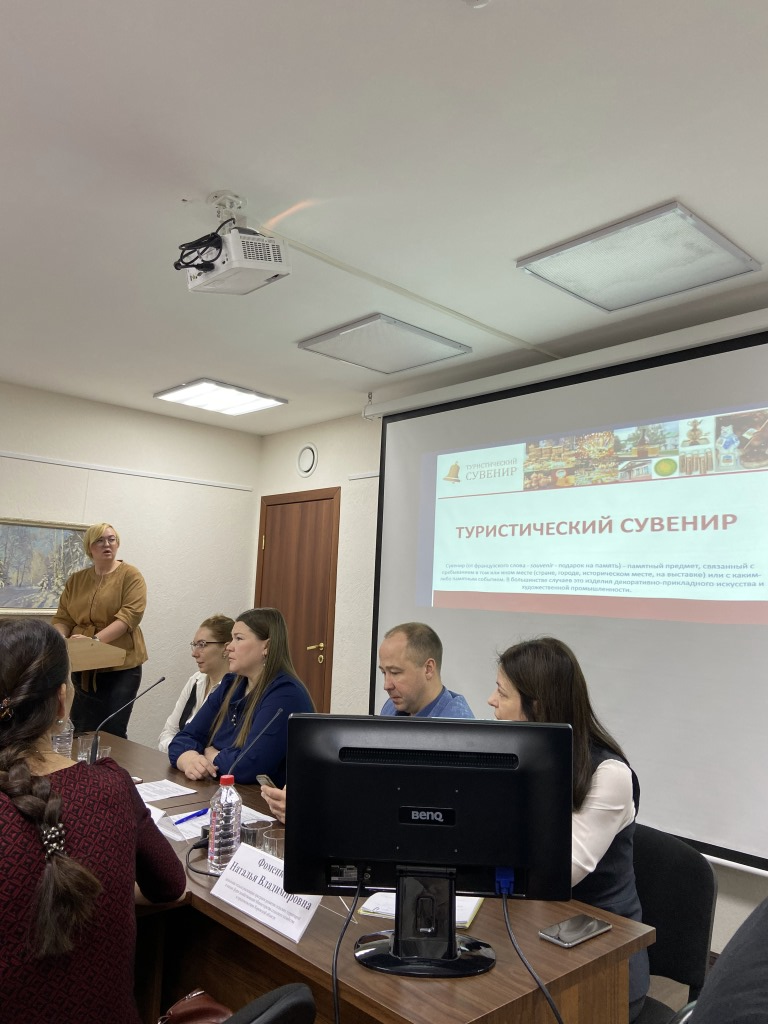 ТУРИСТИЧЕСКИЙ
СУВЕНИР
ТУРИСТИЧЕСКИЙ СУВЕНИР
Сувенир (от французского слова - souvenir - подарок на память) - памятный предмет, связанный с
пребыванием в том или ином месте (стране, городе, историческом месте, на выставке) или с каким-
либо памятным событием. В большинстве случаев это изделия декоративно-прикладного искусства и
художественной промышленности.
BenQ
Наталья Владимировна